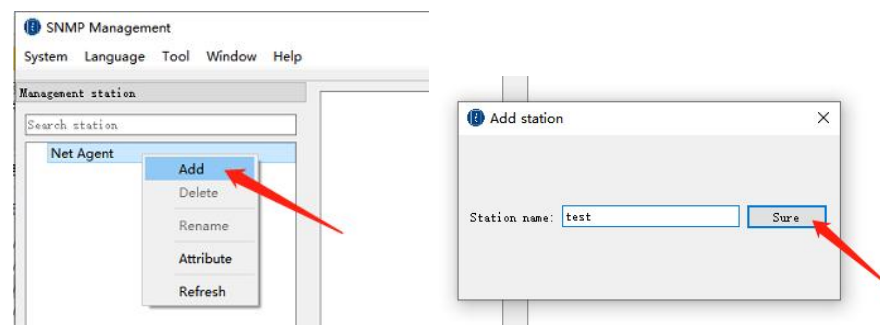 SNMP Management
System Language Tool Window Help
Management station
Search station
Net Agent
Add
Delete
Rename
Attribute
Refresh
Add station
Station name: test Sure